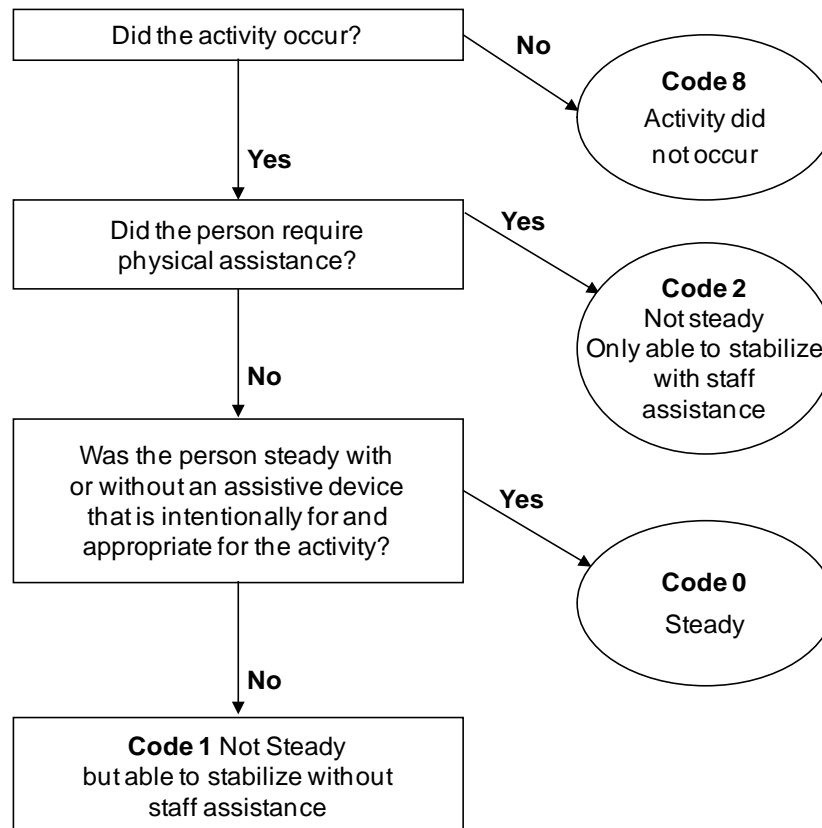 Did the activity occur?
No
Code 8
Activity did
not occur
Yes
Did the person require
physical assistance?
Yes
Code 2
Not steady
Only able to stabilize
with staff
assistance
No
Was the person steady with
or without an assistive device
that is intentionally for and
appropriate for the activity?
Yes
Code 0
Steady
No
Code 1 Not Steady
but able to stabilize without
staff assistance